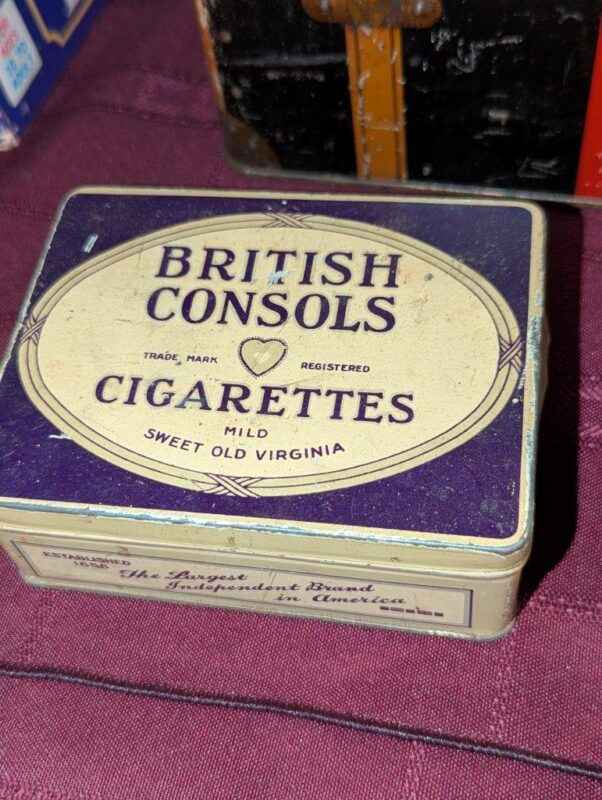 BRITISH
CONSOLS
TRADE MARK REGISTERED
CIGARETTES
MILD
SWEET OLD VIRGINIA
ESTABLISHED
The Largest
Independent Brand
in America